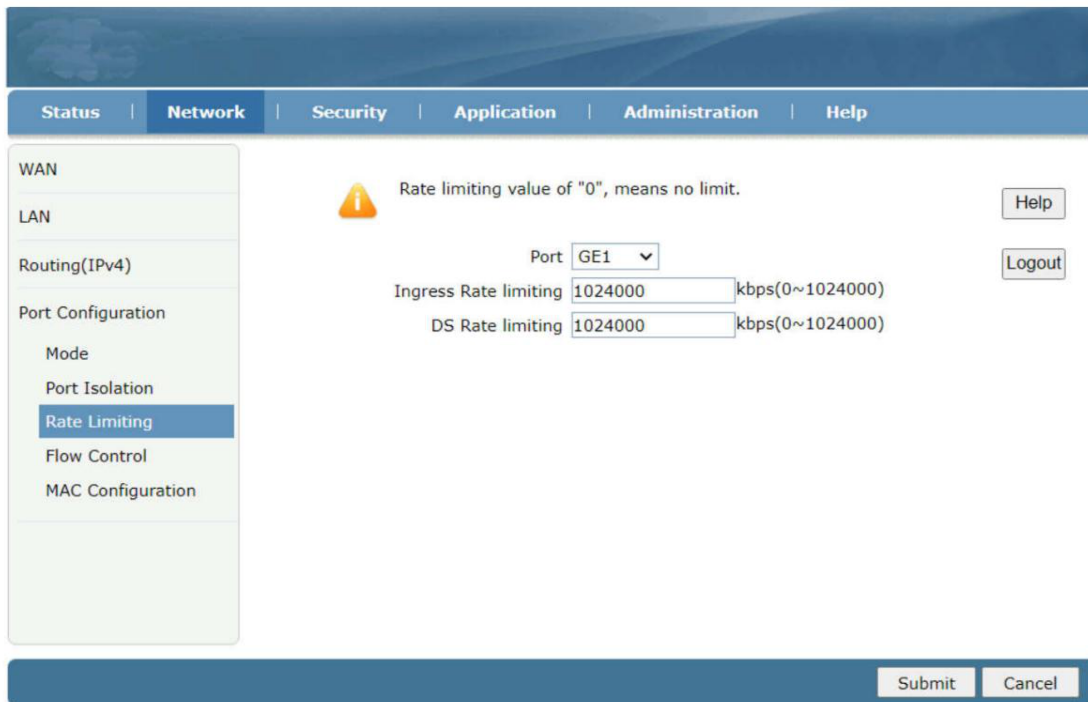 Status | Network | Security | Application | Administration | Help
WAN
LAN
Routing(IPv4)
Port Configuration
Mode
Port Isolation
Rate Limiting
Flow Control
MAC Configuration
Rate limiting value of "0", means no limit.
Port GE1
Ingress Rate limiting 1024000 kbps(0~1024000)
DS Rate limiting 1024000 kbps(0~1024000)
Help
Logout
Submit Cancel